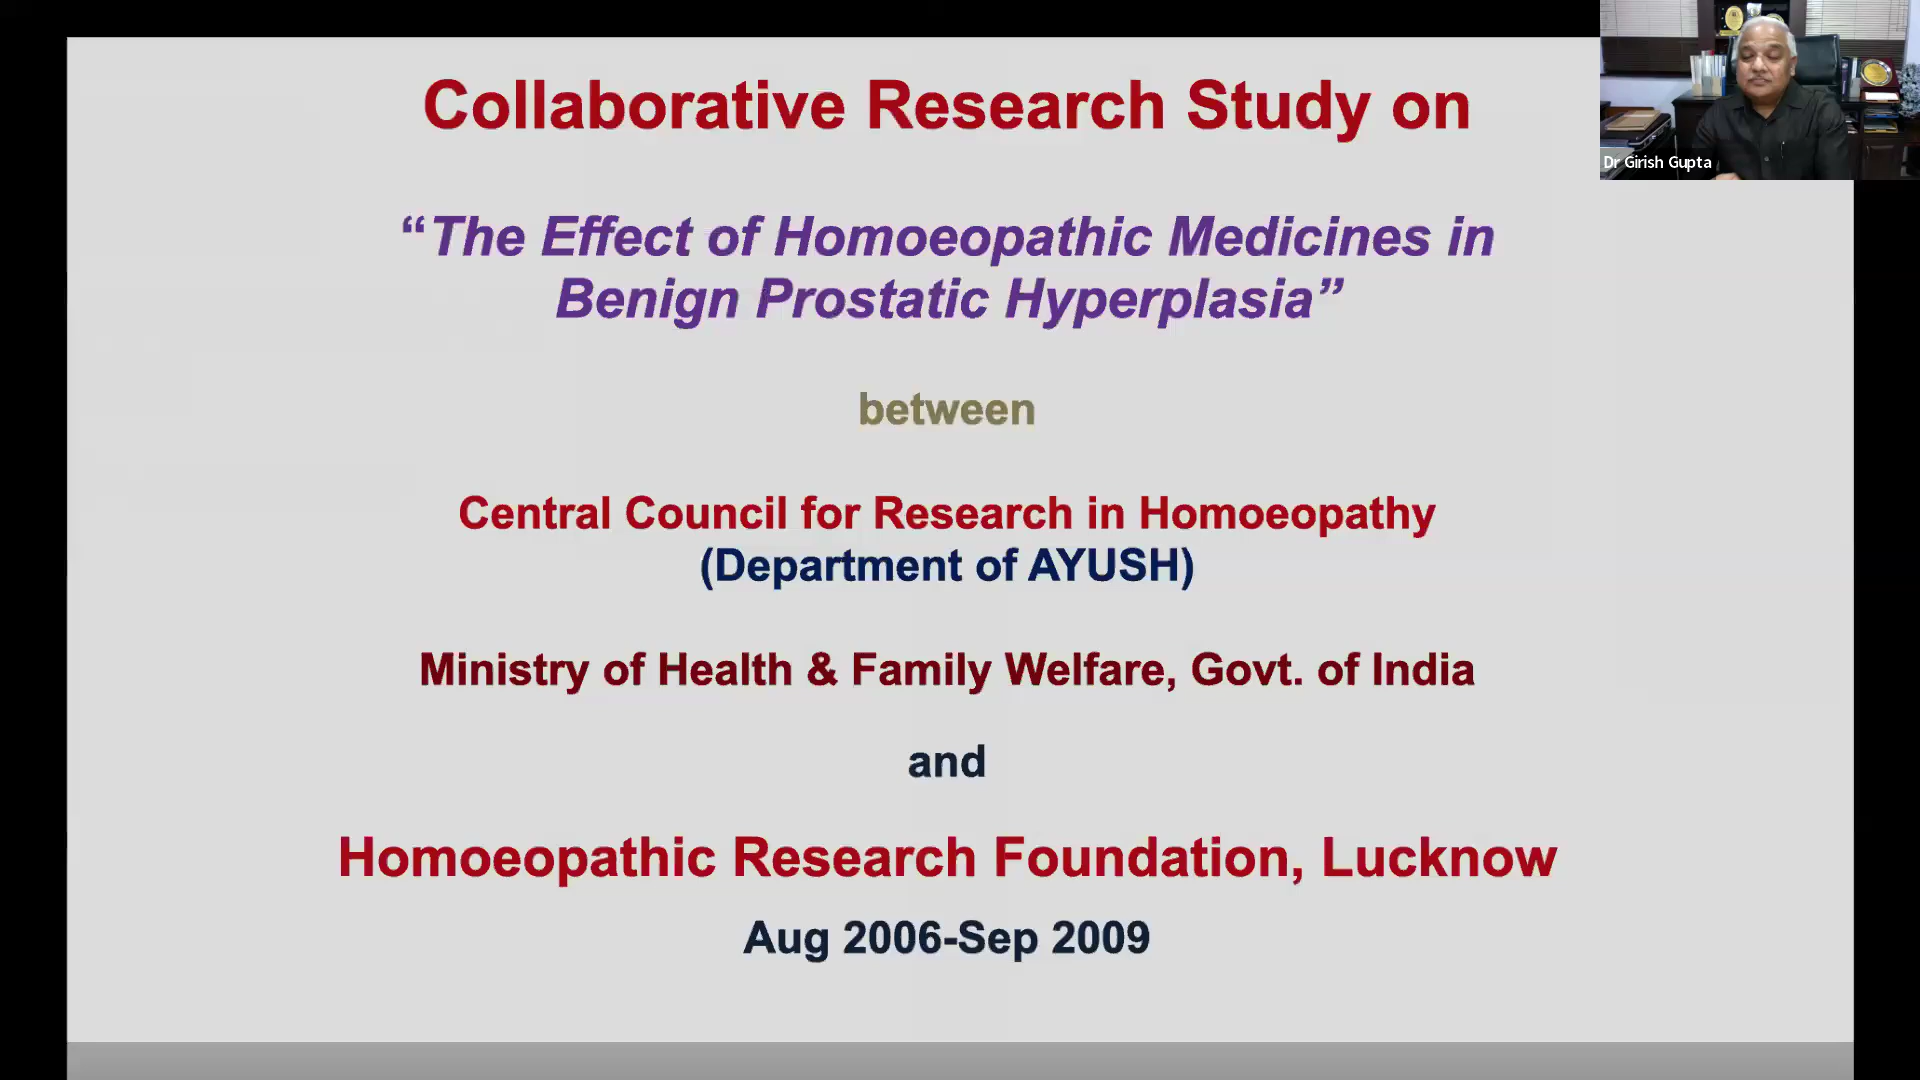 Collaborative Research Study on
“The Effect of Homoeopathic Medicines in
Benign Prostatic Hyperplasia”
between
Central Council for Research in Homoeopathy
(Department of AYUSH)
Ministry of Health & Family Welfare, Govt. of India
and
Homoeopathic Research Foundation, Lucknow
Aug 2006-Sep 2009
Dr Girish Gupta